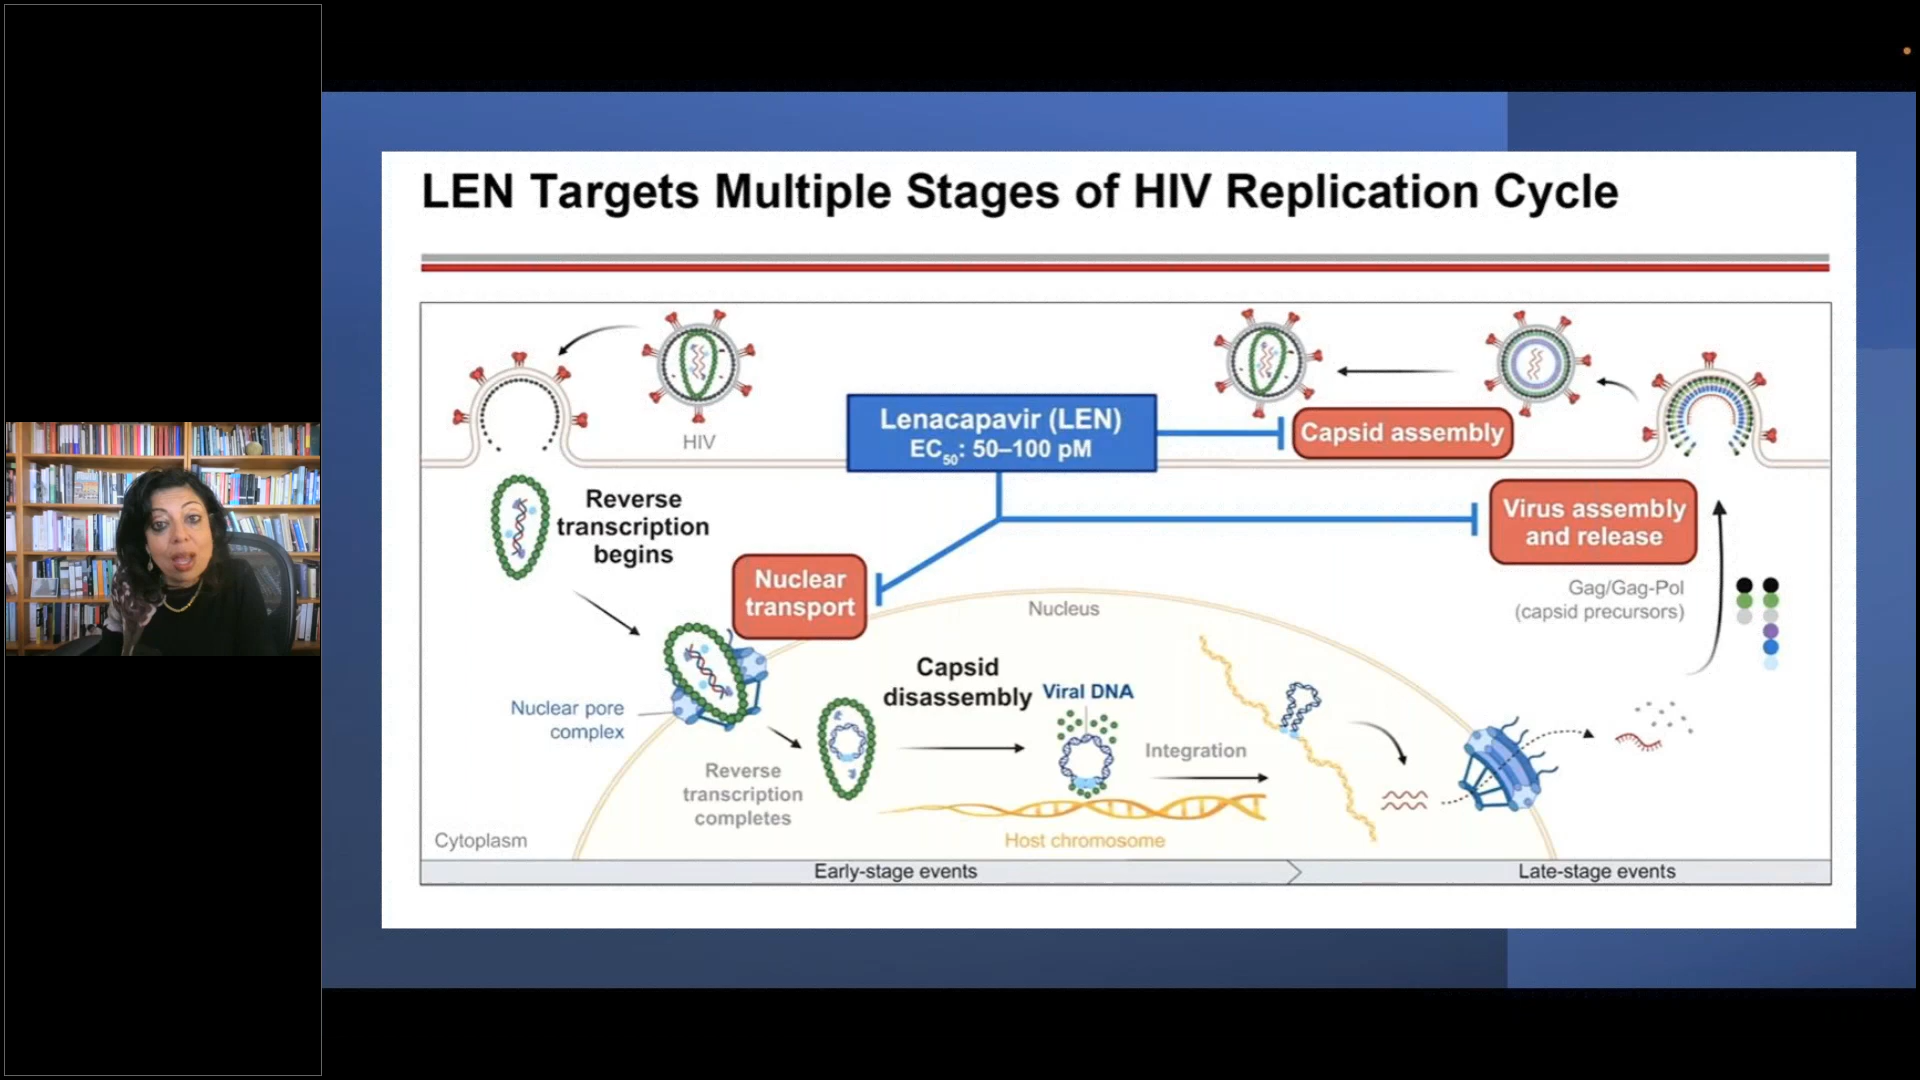 LEN Targets Multiple Stages of HIV Replication Cycle
HIV
Lenacapavir (LEN)
EC50: 50–100 pM
Capsid assembly
Reverse
transcription
begins
Virus assembly
and release
Nuclear
transport
Nucleus
Gag/Gag-Pol
(capsid precursors)
Capsid
disassembly
Viral DNA
Nuclear pore
complex
Integration
Reverse
transcription
completes
Cytoplasm
Host chromosome
Early-stage events
Late-stage events